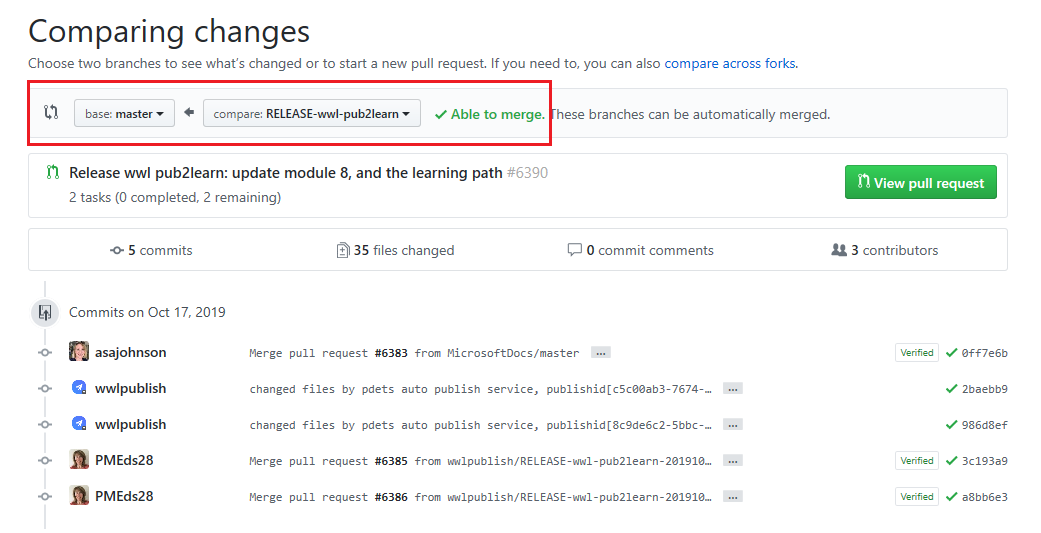 Comparing changes
Choose two branches to see what's changed or to start a new pull request. If you need to, you can also compare across forks.
base: master compare: RELEASE-wwl-pub2learn Able to merge. These branches can be automatically merged.
Release wwl pub2learn: update module 8, and the learning path #6390
2 tasks (0 completed, 2 remaining)
View pull request
5 commits 35 files changed 0 commit comments 3 contributors
Commits on Oct 17, 2019
asajohnson Merge pull request #6383 from MicrosoftDocs/master … Verified 0ff7e6b
wwlpublish changed files by pdets auto publish service, publishid[c5c00ab3-7674-… … 2baebb9
wwlpublish changed files by pdets auto publish service, publishid[8c9de6c2-5bbc-… … 986d8ef
PMEds28 Merge pull request #6385 from wwlpublish/RELEASE-wwl-pub2learn-201910… … Verified 3c193a9
PMEds28 Merge pull request #6386 from wwlpublish/RELEASE-wwl-pub2learn-201910… … Verified a8bb6e3